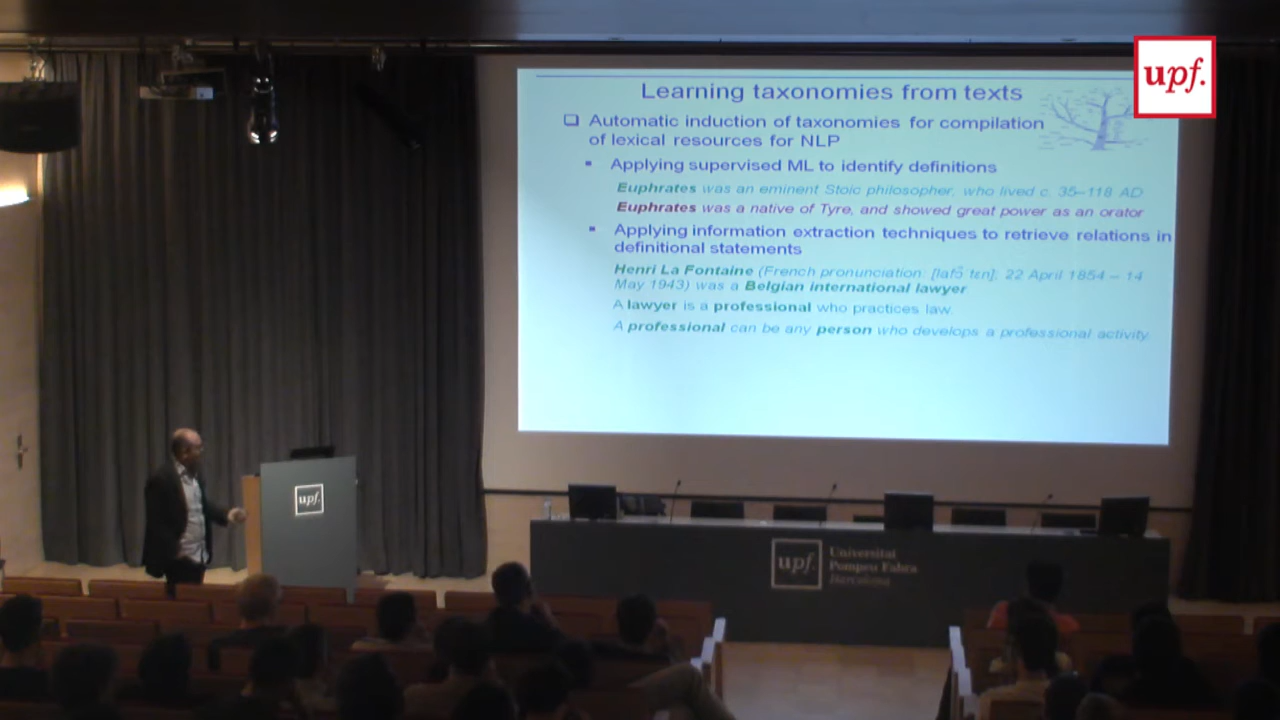 upf.
Learning taxonomies from texts
Automatic induction of taxonomies for compilation
of lexical resources for NLP
Applying supervised ML to identify definitions
Euphrates was an eminent Stoic philosopher, who lived c. 35–118 AD
Euphrates was a native of Tyre, and showed great power as an orator
Applying information extraction techniques to retrieve relations in
definitional statements
Henri La Fontaine (French pronunciation: 22 April 1854 – 14
May 1943) was a Belgian international lawyer
A lawyer is a professional who practices law.
A professional can be any person who develops a professional activity.
upf.
upf.
Universitat
Pompeu Fabra
Barcelona